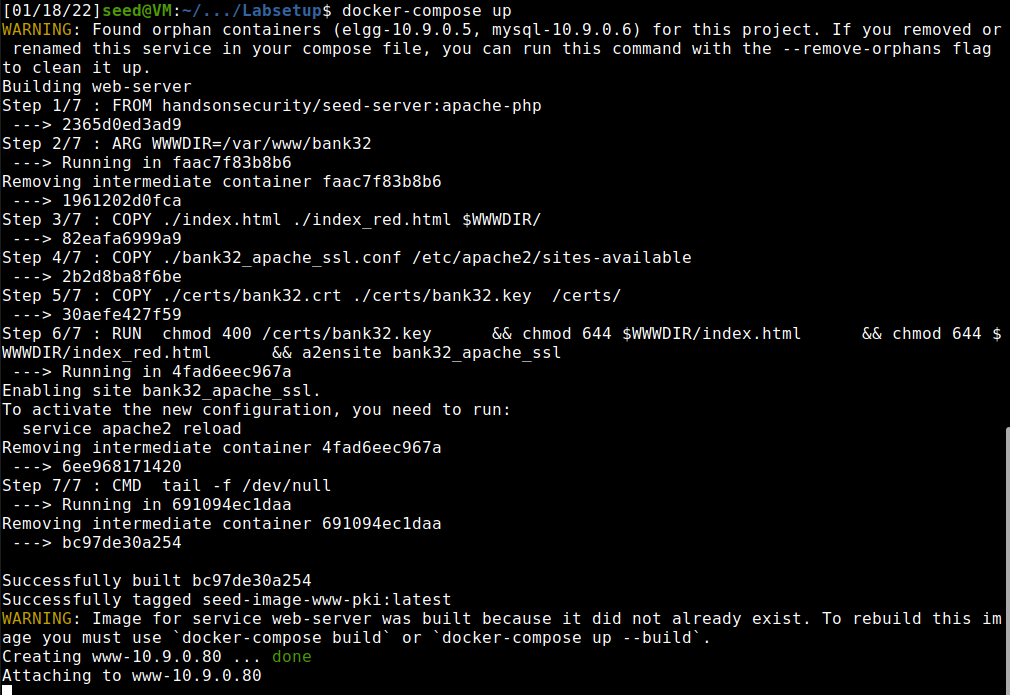 [01/18/22]seed@VM:~/.../Labsetup$ docker-compose up
WARNING: Found orphan containers (elgg-10.9.0.5, mysql-10.9.0.6) for this project. If you removed or
 renamed this service in your compose file, you can run this command with the --remove-orphans flag
to clean it up.
Building web-server
Step 1/7 : FROM handsonsecurity/seed-server:apache-php
 ---> 2365d0ed3ad9
Step 2/7 : ARG WWWDIR=/var/www/bank32
 ---> Running in faac7f83b8b6
Removing intermediate container faac7f83b8b6
 ---> 1961202d0fca
Step 3/7 : COPY ./index.html ./index_red.html $WWWDIR/
 ---> 82eafa6999a9
Step 4/7 : COPY ./bank32_apache_ssl.conf /etc/apache2/sites-available
 ---> 2b2d8ba8f6be
Step 5/7 : COPY ./certs/bank32.crt ./certs/bank32.key  /certs/
 ---> 30aefe427f59
Step 6/7 : RUN  chmod 400 /certs/bank32.key      && chmod 644 $WWWDIR/index.html      && chmod 644 $
WWWDIR/index_red.html      && a2ensite bank32_apache_ssl
 ---> Running in 4fad6eec967a
Enabling site bank32_apache_ssl.
To activate the new configuration, you need to run:
  service apache2 reload
Removing intermediate container 4fad6eec967a
 ---> 6ee968171420
Step 7/7 : CMD  tail -f /dev/null
 ---> Running in 691094ec1daa
Removing intermediate container 691094ec1daa
 ---> bc97de30a254

Successfully built bc97de30a254
Successfully tagged seed-image-www-pki:latest
WARNING: Image for service web-server was built because it did not already exist. To rebuild this im
age you must use `docker-compose build` or `docker-compose up --build`.
Creating www-10.9.0.80 ... done
Attaching to www-10.9.0.80